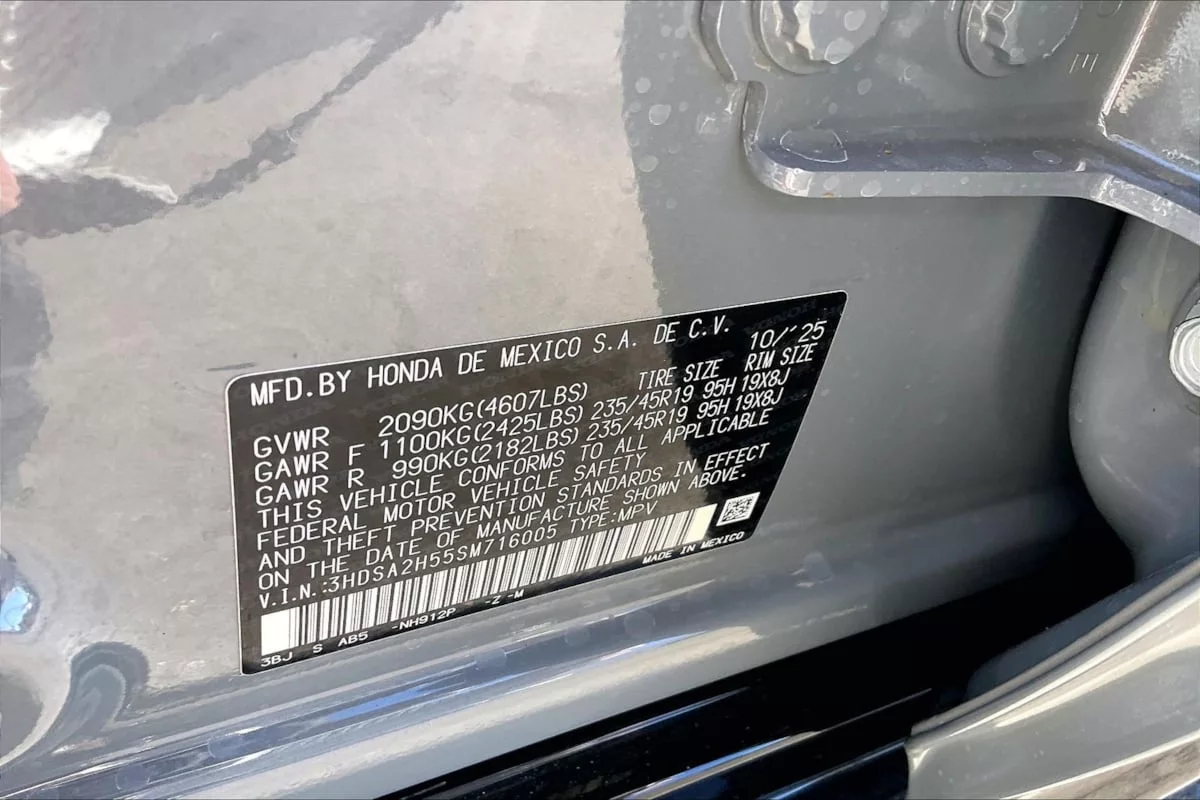 MFD.BY HONDA DE MEXICO S.A. DE C.V. 10/'25
TIRE SIZE RIM SIZE
GVWR 2090KG(4607LBS)
GAWR F 1100KG(2425LBS) 235/45R19 95H 19X8J
GAWR R 990KG(2182LBS) 235/45R19 95H 19X8J
THIS VEHICLE CONFORMS TO ALL APPLICABLE
FEDERAL MOTOR VEHICLE SAFETY
AND THEFT PREVENTION STANDARDS IN EFFECT
ON THE DATE OF MANUFACTURE SHOWN ABOVE.
V.I.N.:3HDSA2H55SM716005 TYPE:MPV
MADE IN MEXICO
3BJ S AB5 -NH912P -Z -M